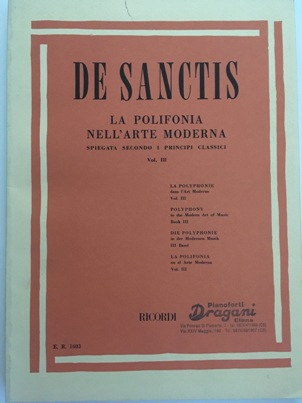 DE SANCTIS
LA POLIFONIA
NELL'ARTE MODERNA
SPIEGATA SECONDO I PRINCIPI CLASSICI
Vol. III
LA POLYPHONIE
dans l'Art Moderne
Vol. III
POLYPHONY
in the Modern Art of Music
Book III
DIE POLYPHONIE
in der Modernen Musik
III Band
LA POLIFONIA
en el Arte Moderna
Vol. III
RICORDI
Pianoforti e
Dragani
E. R. 1603